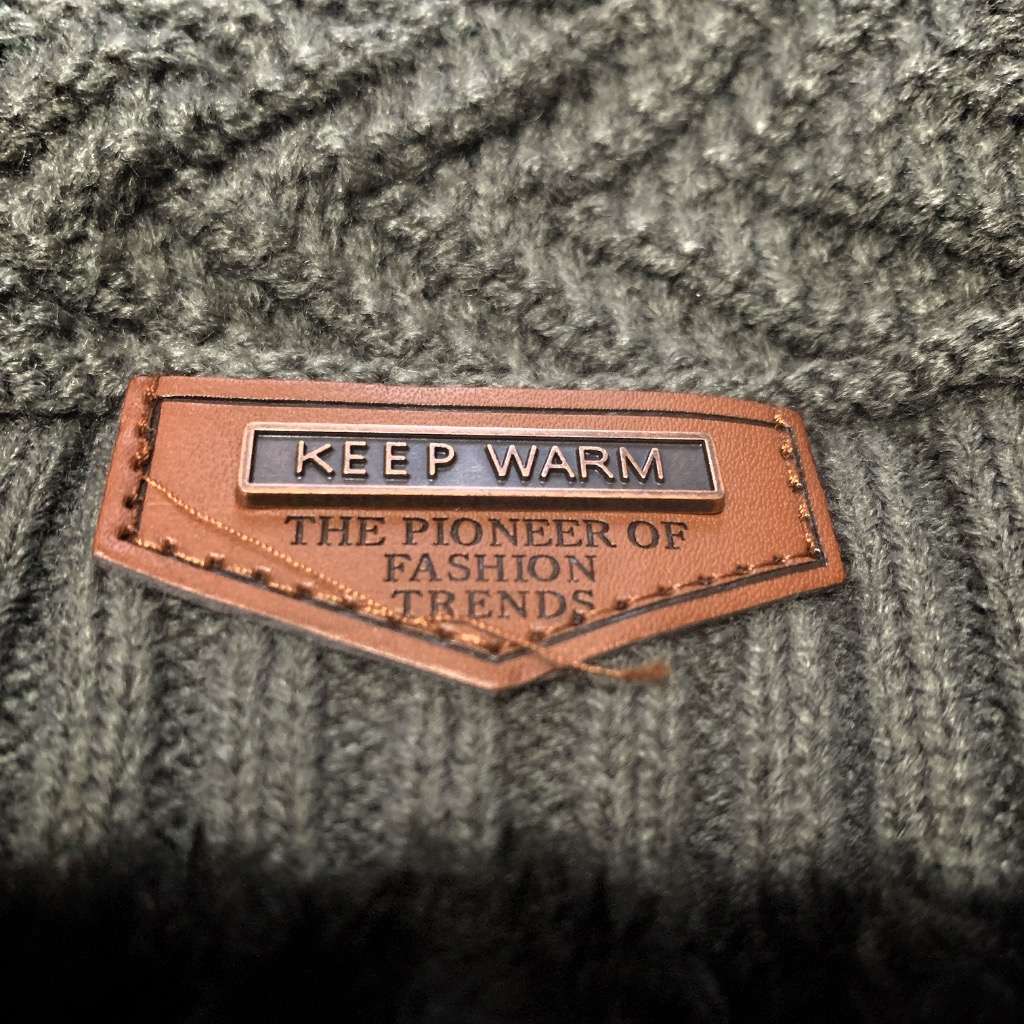 KEEP WARM
THE PIONEER OF
FASHION
TRENDS